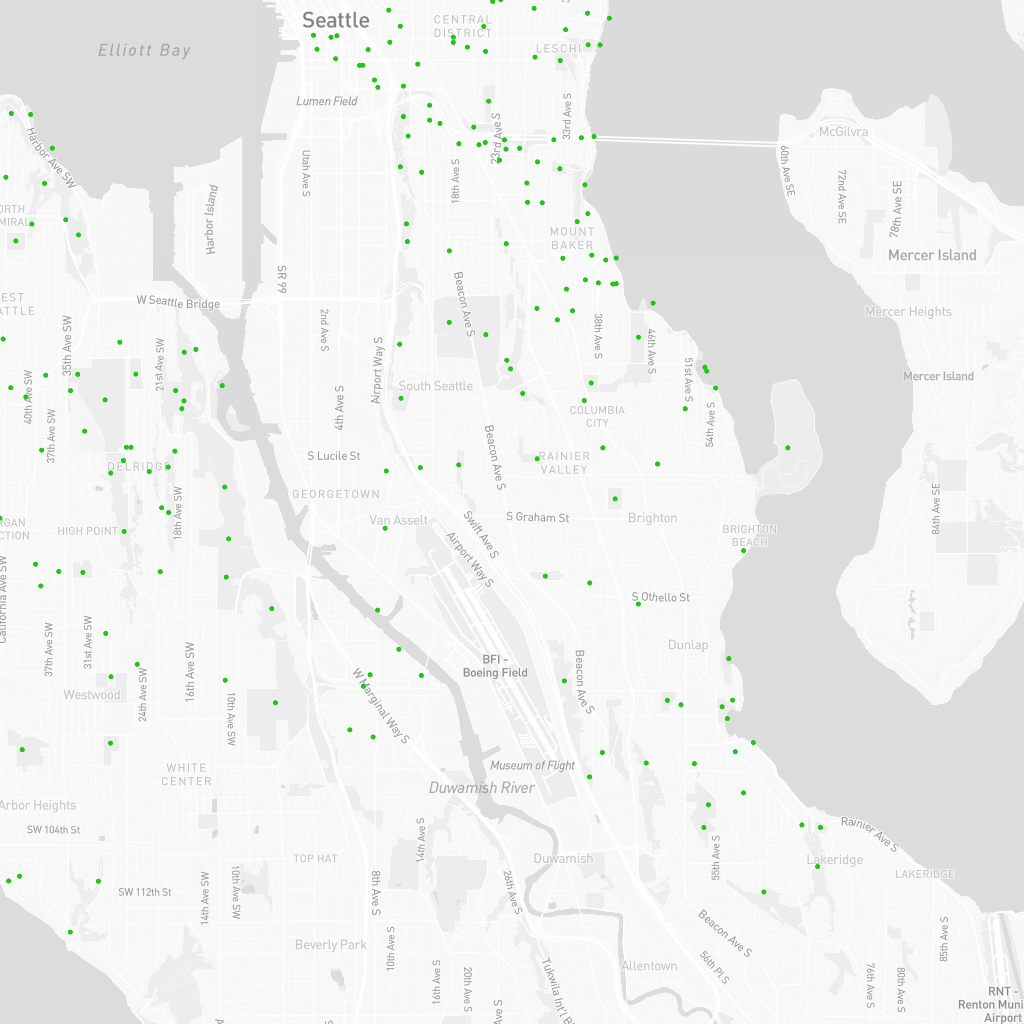 Seattle
CENTRAL
DISTRICT
Elliott Bay
LESCHI
Lumen Field
33rd Ave S
23rd Ave S
Harbor Ave SW
McGilvra
60th Ave SE
72nd Ave SE
78th Ave SE
Utah Ave S
18th Ave S
Harbor Island
MOUNT
BAKER
Mercer Island
SR 99
W Seattle Bridge
Beacon Ave S
Mercer Heights
35th Ave SW
21st Ave SW
2nd Ave S
Airport Way S
38th Ave S
46th Ave S
51st Ave S
54th Ave S
Mercer Island
40th Ave SW
37th Ave SW
4th Ave S
South Seattle
COLUMBIA
CITY
S Lucile St
Beacon Ave S
RAINIER
VALLEY
DELRIDGE
GEORGETOWN
18th Ave SW
84th Ave SE
HIGH POINT
Van Asselt
Swift Ave S
Airport Way S
S Graham St
Brighton
BRIGHTON
BEACH
California Ave SW
S Othello St
37th Ave SW
31st Ave SW
24th Ave SW
16th Ave SW
10th Ave SW
Westwood
W Marginal Way S
BFI -
Boeing Field
Beacon Ave S
Dunlap
WHITE
CENTER
Museum of Flight
Duwamish River
Arbor Heights
SW 104th St
Rainier Ave S
TOP HAT
14th Ave S
Duwamish
55th Ave S
Lakeridge
LAKERIDGE
SW 112th St
14th Ave SW
10th Ave SW
8th Ave S
26th Ave S
Beverly Park
10th Ave S
16th Ave S
20th Ave S
Tukwila Int'l
Allentown
Beacon Ave S
56th Pl S
76th Ave S
80th Ave S
85th Ave S
RNT -
Renton Muni
Airport